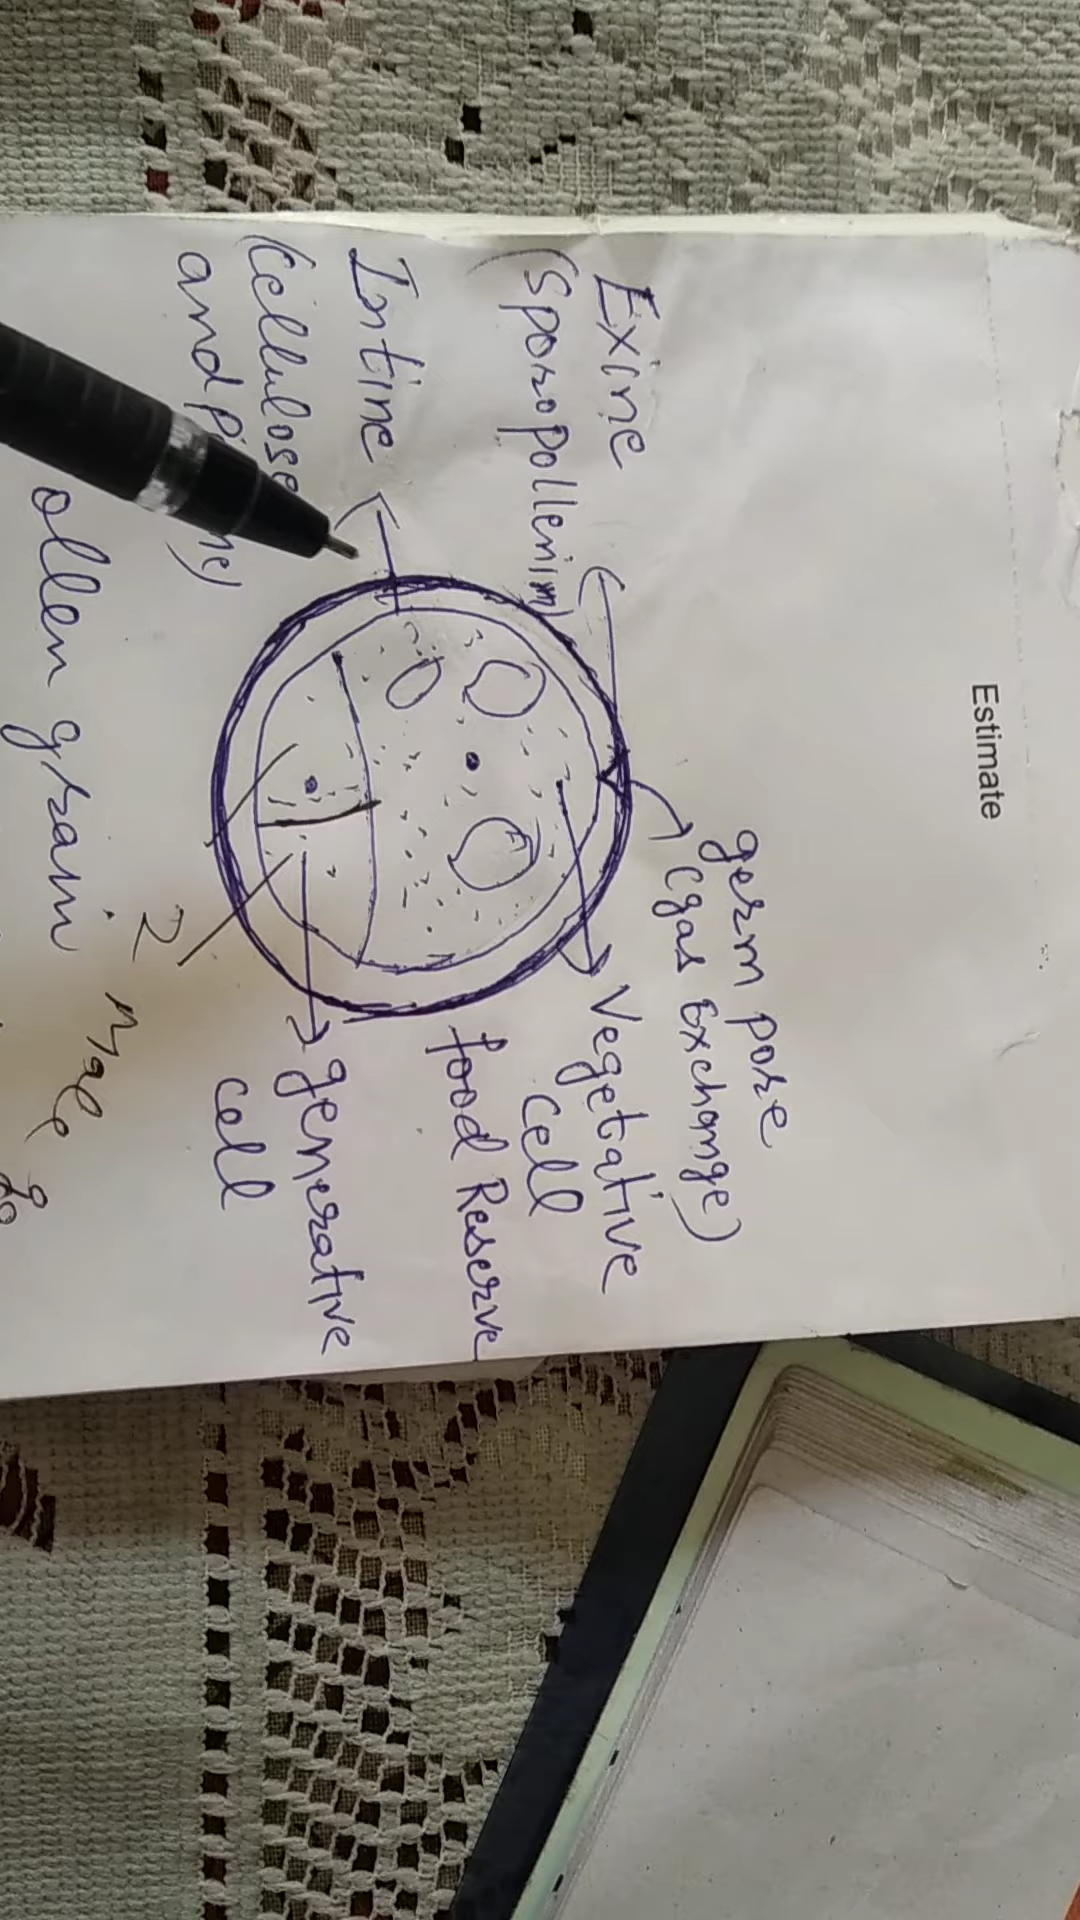 Estimate
germ pore
(gas Exchange)
Exine
(Sporopollenin)
Vegetative
cell
food Reserve
Intine
(cellulose
and
generative
cell
2 Male
ollen grain